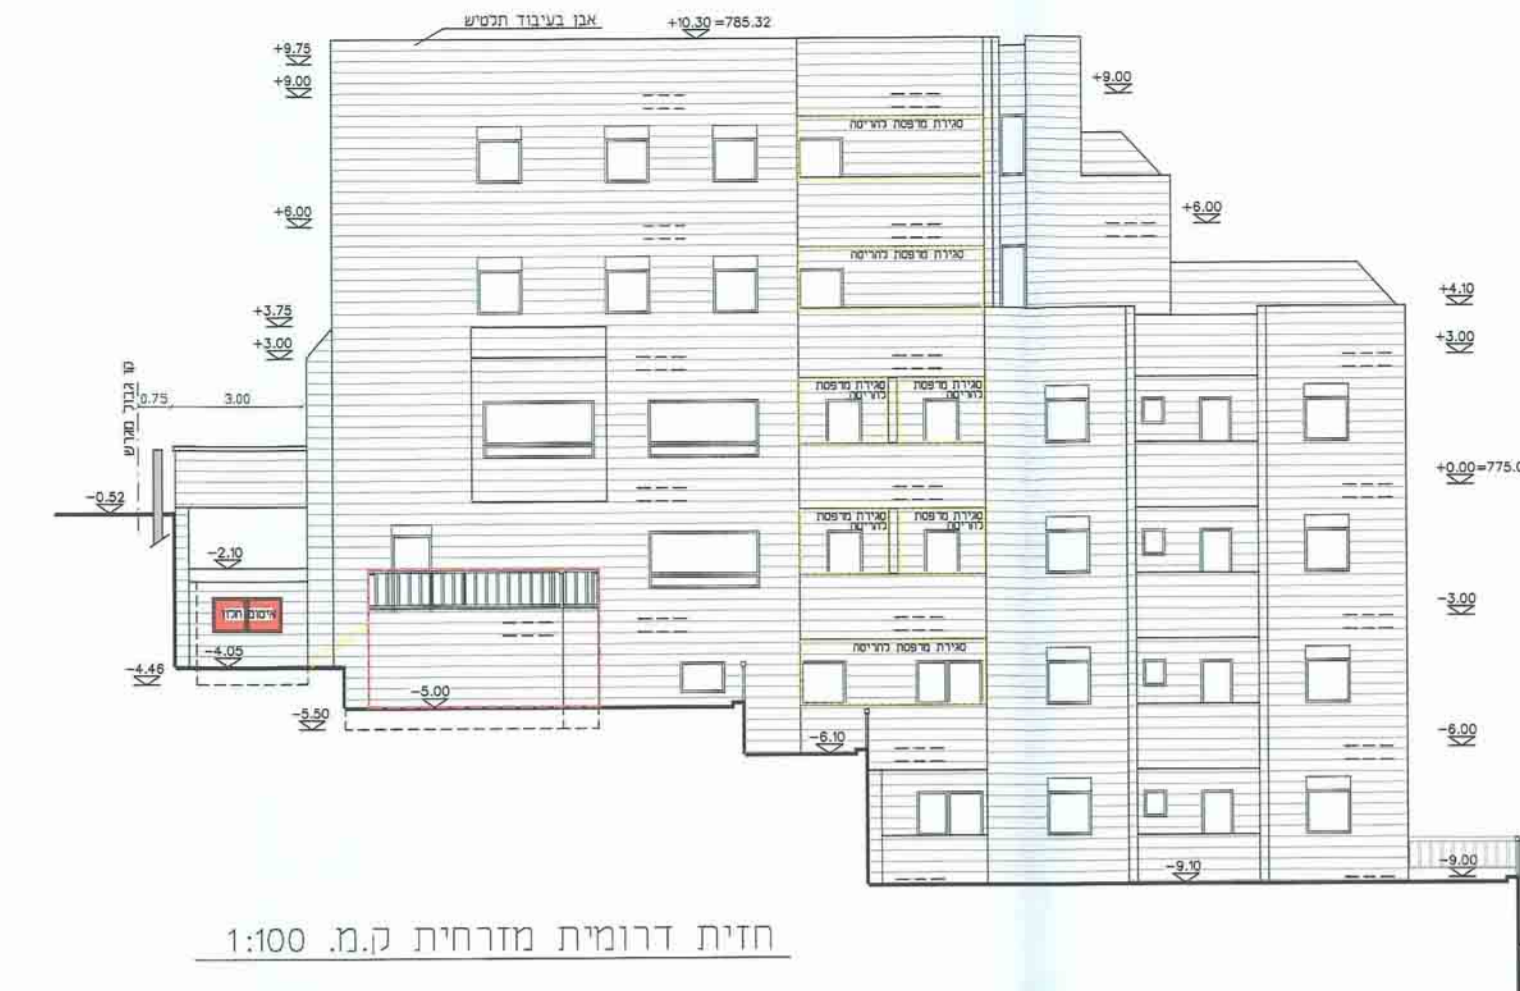 אבן בעיבוד תלטיש
+10.30=785.32
+9.75
+9.00
+9.00
סגירת מרפסת להריסה
+6.00
+6.00
סגירת מרפסת להריסה
+4.10
+3.75
+3.00
+3.00
קו גבול מגרש
0.75
3.00
סגירת מרפסת
להריסה
סגירת מרפסת
להריסה
+0.00=775.0
-0.52
סגירת מרפסת
להריסה
סגירת מרפסת
להריסה
-2.10
-3.00
איטום חלון
-4.05
-4.46
סגירת מרפסת להריסה
-5.00
-5.50
-6.00
-6.10
-9.10
-9.00
חזית דרומית מזרחית ק.מ. 1:100